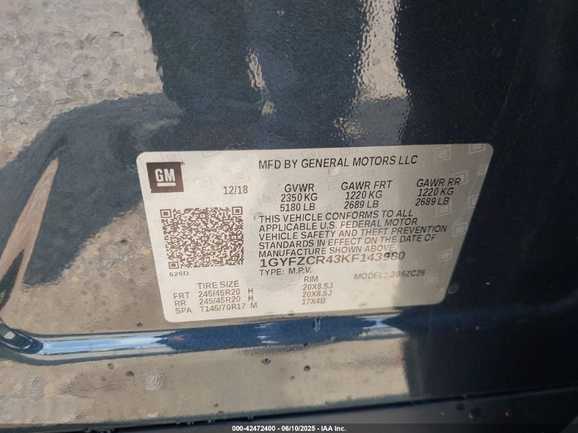 GM
MFD BY GENERAL MOTORS LLC
12/18
GVWR GAWR FRT GAWR RR
2350 KG 1220 KG 1220 KG
5180 LB 2689 LB 2689 LB
THIS VEHICLE CONFORMS TO ALL
APPLICABLE U.S. FEDERAL MOTOR
VEHICLE SAFETY, BUMPER, AND THEFT
PREVENTION STANDARDS IN EFFECT ON
THE DATE OF MANUFACTURE SHOWN ABOVE.
1GYFZCR43KF143980
TYPE: M.P.V. MODEL:
TIRE SIZE RIM
FRT 245/45R20 H 20X8.5J
RR 245/45R20 H 20X8.5J
SPA T145/70R17 M 17X4B
000-42472400 - 06/10/2025 - IAA Inc.